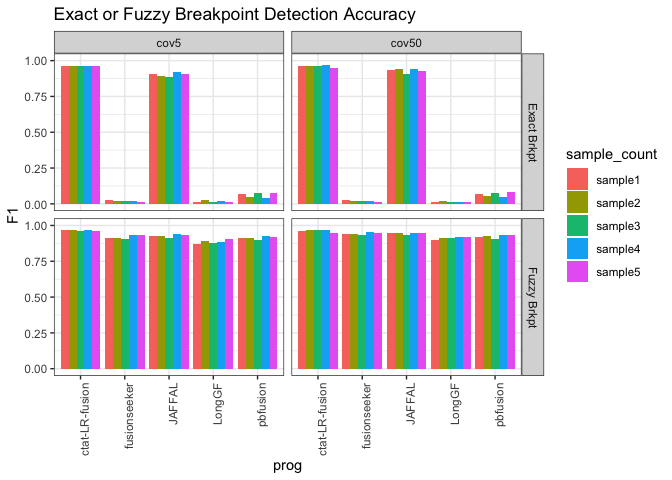 Exact or Fuzzy Breakpoint Detection Accuracy
cov5
cov50
F1
1.00
0.75
0.50
0.25
0.00
Exact Brkpt
1.00
0.75
0.50
0.25
0.00
Fuzzy Brkpt
ctat-LR-fusion
fusionseeker
JAFFAL
LongGF
pbfusion
ctat-LR-fusion
fusionseeker
JAFFAL
LongGF
pbfusion
prog
sample_count
sample1
sample2
sample3
sample4
sample5